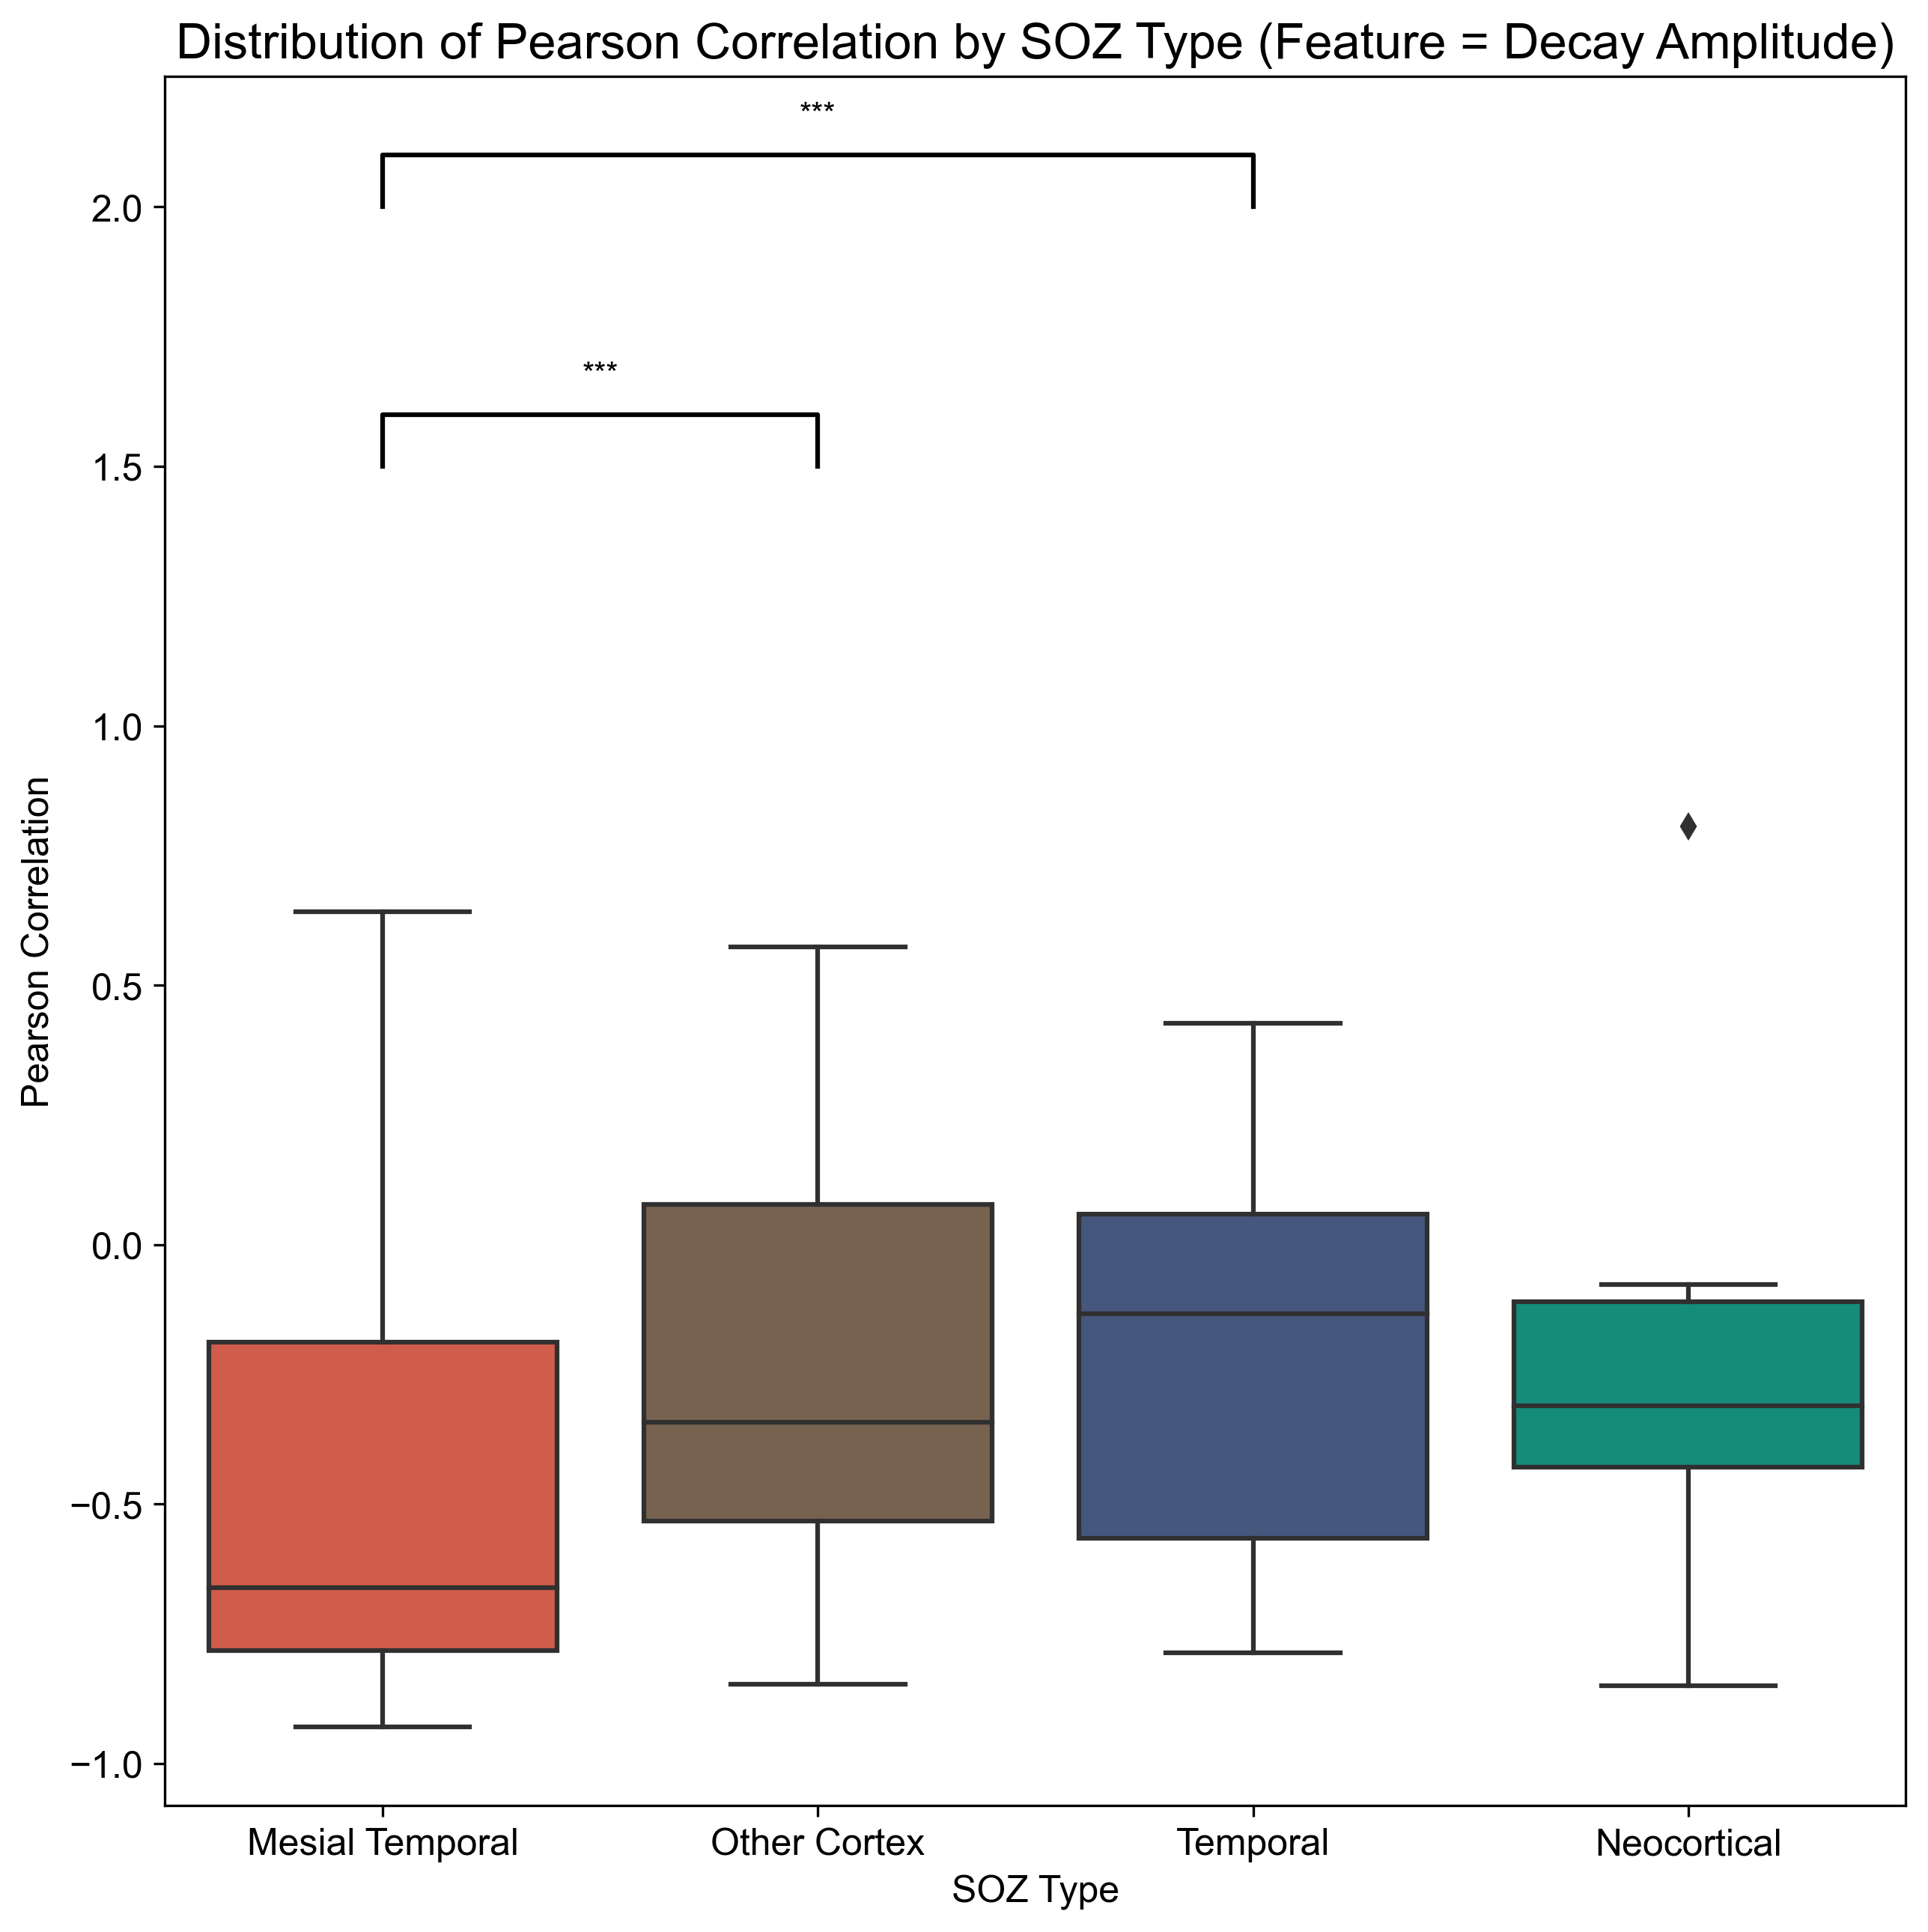 Distribution of Pearson Correlation by SOZ Type (Feature = Decay Amplitude)
***
2.0
***
1.5
1.0
0.5
0.0
−0.5
−1.0
Pearson Correlation
Mesial Temporal
Other Cortex
Temporal
Neocortical
SOZ Type